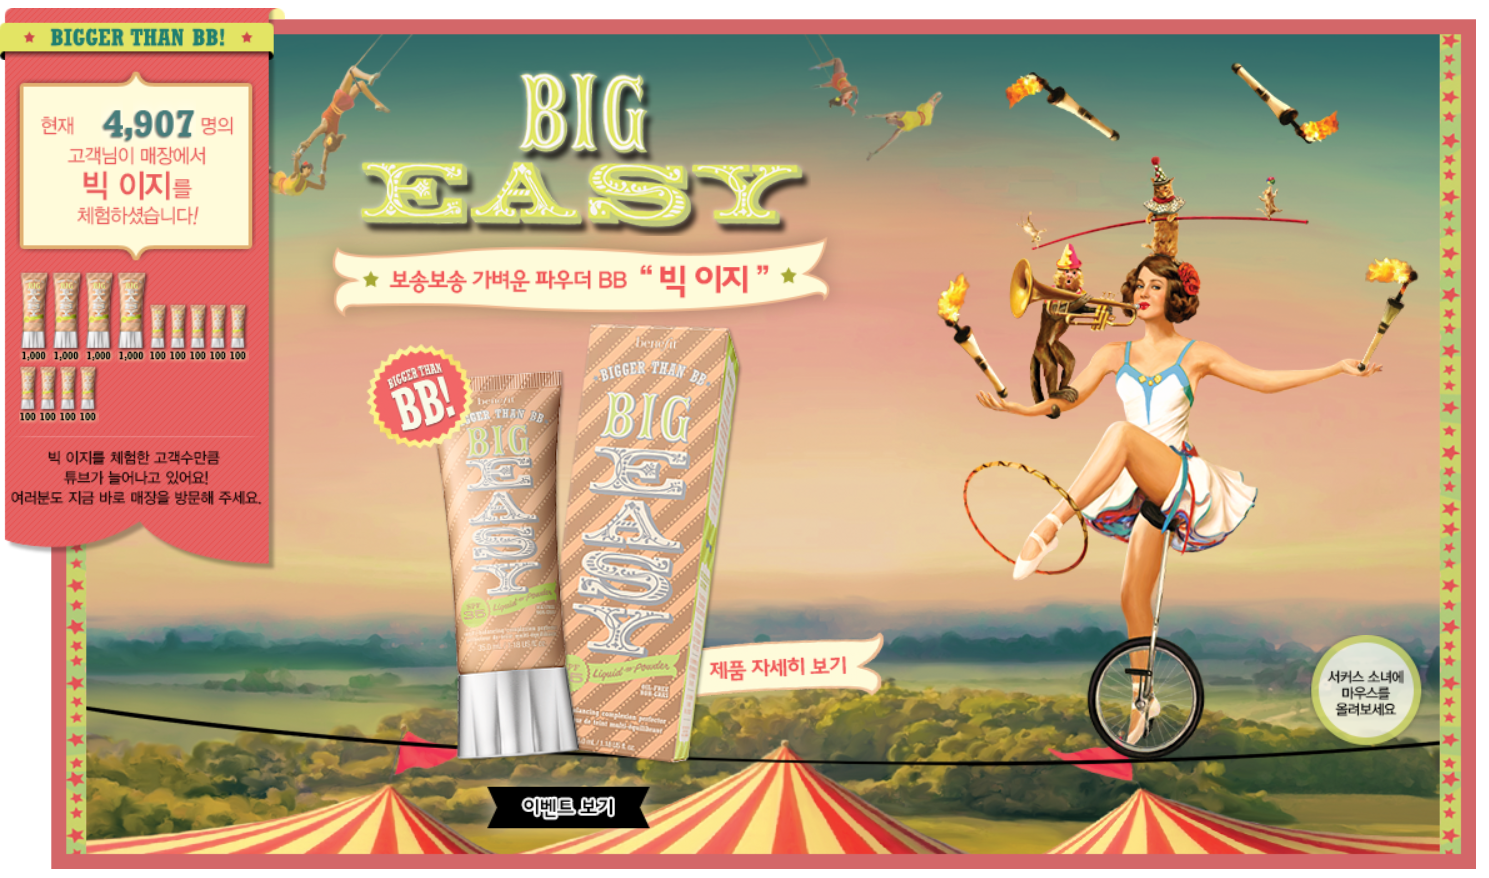 BIGGER THAN BB!
현재 4,907 명의
고객님이 매장에서
빅 이지를
체험하셨습니다!
1,000 1,000 1,000 1,000 100 100 100 100 100
100 100 100 100
빅 이지를 체험한 고객수만큼
튜브가 늘어나고 있어요!
여러분도 지금 바로 매장을 방문해 주세요.
BIG
EASY
보송보송 가벼운 파우더 BB “ 빅 이지 ”
BIGGER THAN
BB!
benefit
BIGGER THAN BB
BIG
EASY
SPF
35
Liquid to Powder
benefit
BIGGER THAN BB
BIG
EASY
Liquid to Powder
OIL-FREE
제품 자세히 보기
서커스 소녀에
마우스를
올려보세요
이벤트 보기